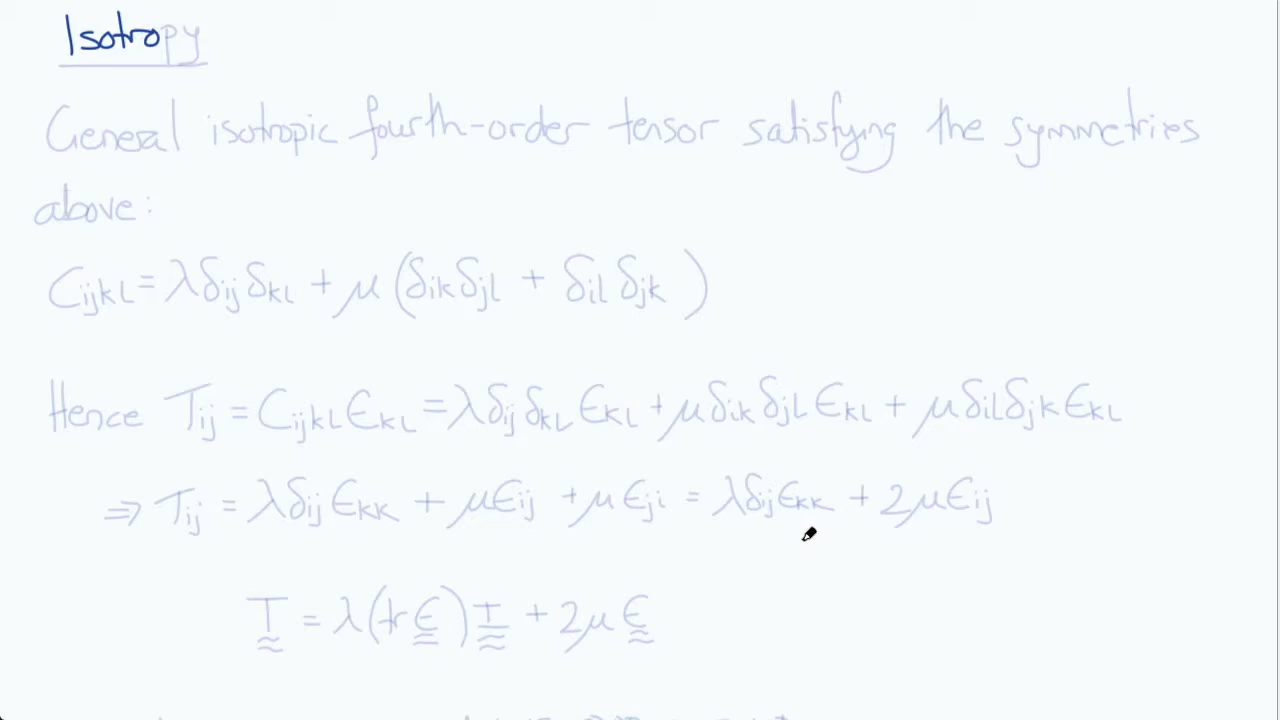 Isotropy
General isotropic fourth-order tensor satisfying the symmetries
above:
Cijkl = λδijδkl + μ(δikδjl + δilδjk)
Hence Tij = Cijklϵkl = λδijδklϵkl + μδikδjlϵkl + μδilδjkϵkl
⇒ Tij = λδijϵkk + μϵij + μϵji = λδijϵkk + 2μϵij
T = λ(tr ϵ) I + 2μ ϵ